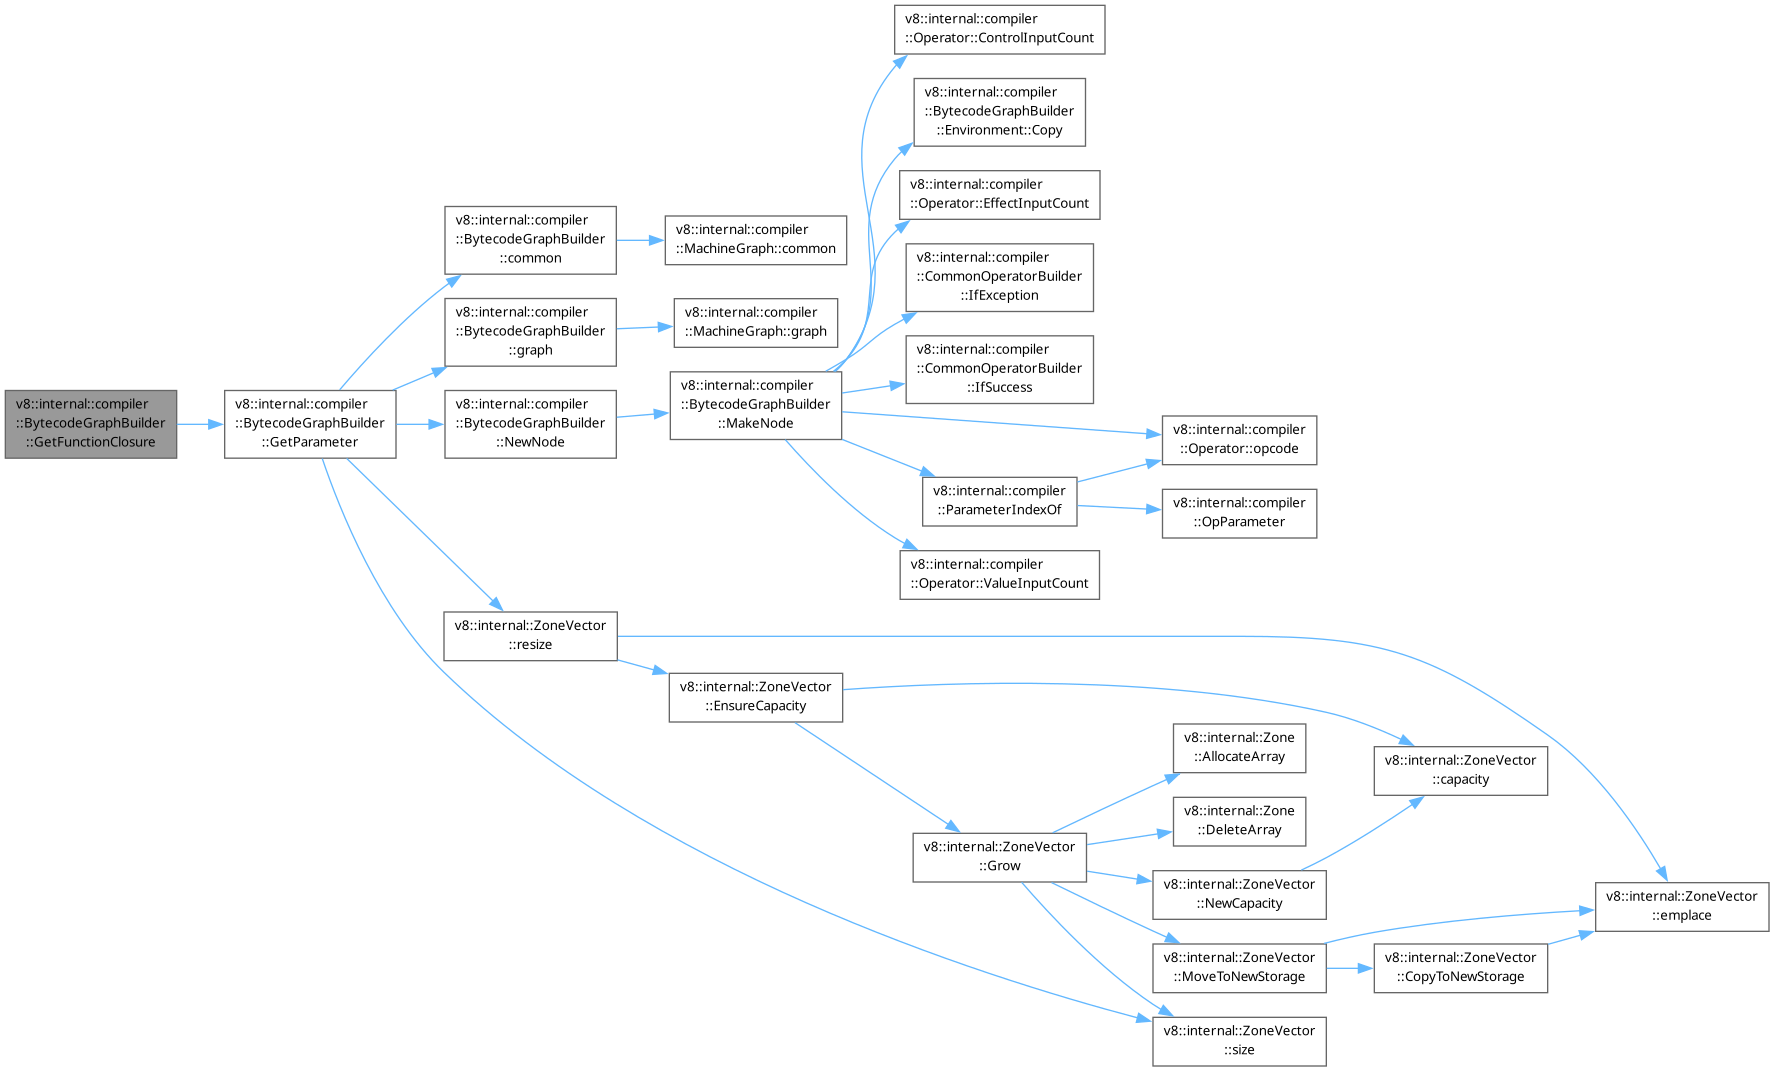 v8::internal::compiler
::Operator::ControlInputCount
v8::internal::compiler
::BytecodeGraphBuilder
::Environment::Copy
v8::internal::compiler
::Operator::EffectInputCount
v8::internal::compiler
::BytecodeGraphBuilder
::common
v8::internal::compiler
::MachineGraph::common
v8::internal::compiler
::CommonOperatorBuilder
::IfException
v8::internal::compiler
::BytecodeGraphBuilder
::graph
v8::internal::compiler
::MachineGraph::graph
v8::internal::compiler
::CommonOperatorBuilder
::IfSuccess
v8::internal::compiler
::BytecodeGraphBuilder
::GetFunctionClosure
v8::internal::compiler
::BytecodeGraphBuilder
::GetParameter
v8::internal::compiler
::BytecodeGraphBuilder
::NewNode
v8::internal::compiler
::BytecodeGraphBuilder
::MakeNode
v8::internal::compiler
::Operator::opcode
v8::internal::compiler
::ParameterIndexOf
v8::internal::compiler
::OpParameter
v8::internal::compiler
::Operator::ValueInputCount
v8::internal::ZoneVector
::resize
v8::internal::ZoneVector
::EnsureCapacity
v8::internal::Zone
::AllocateArray
v8::internal::ZoneVector
::capacity
v8::internal::Zone
::DeleteArray
v8::internal::ZoneVector
::Grow
v8::internal::ZoneVector
::NewCapacity
v8::internal::ZoneVector
::emplace
v8::internal::ZoneVector
::MoveToNewStorage
v8::internal::ZoneVector
::CopyToNewStorage
v8::internal::ZoneVector
::size